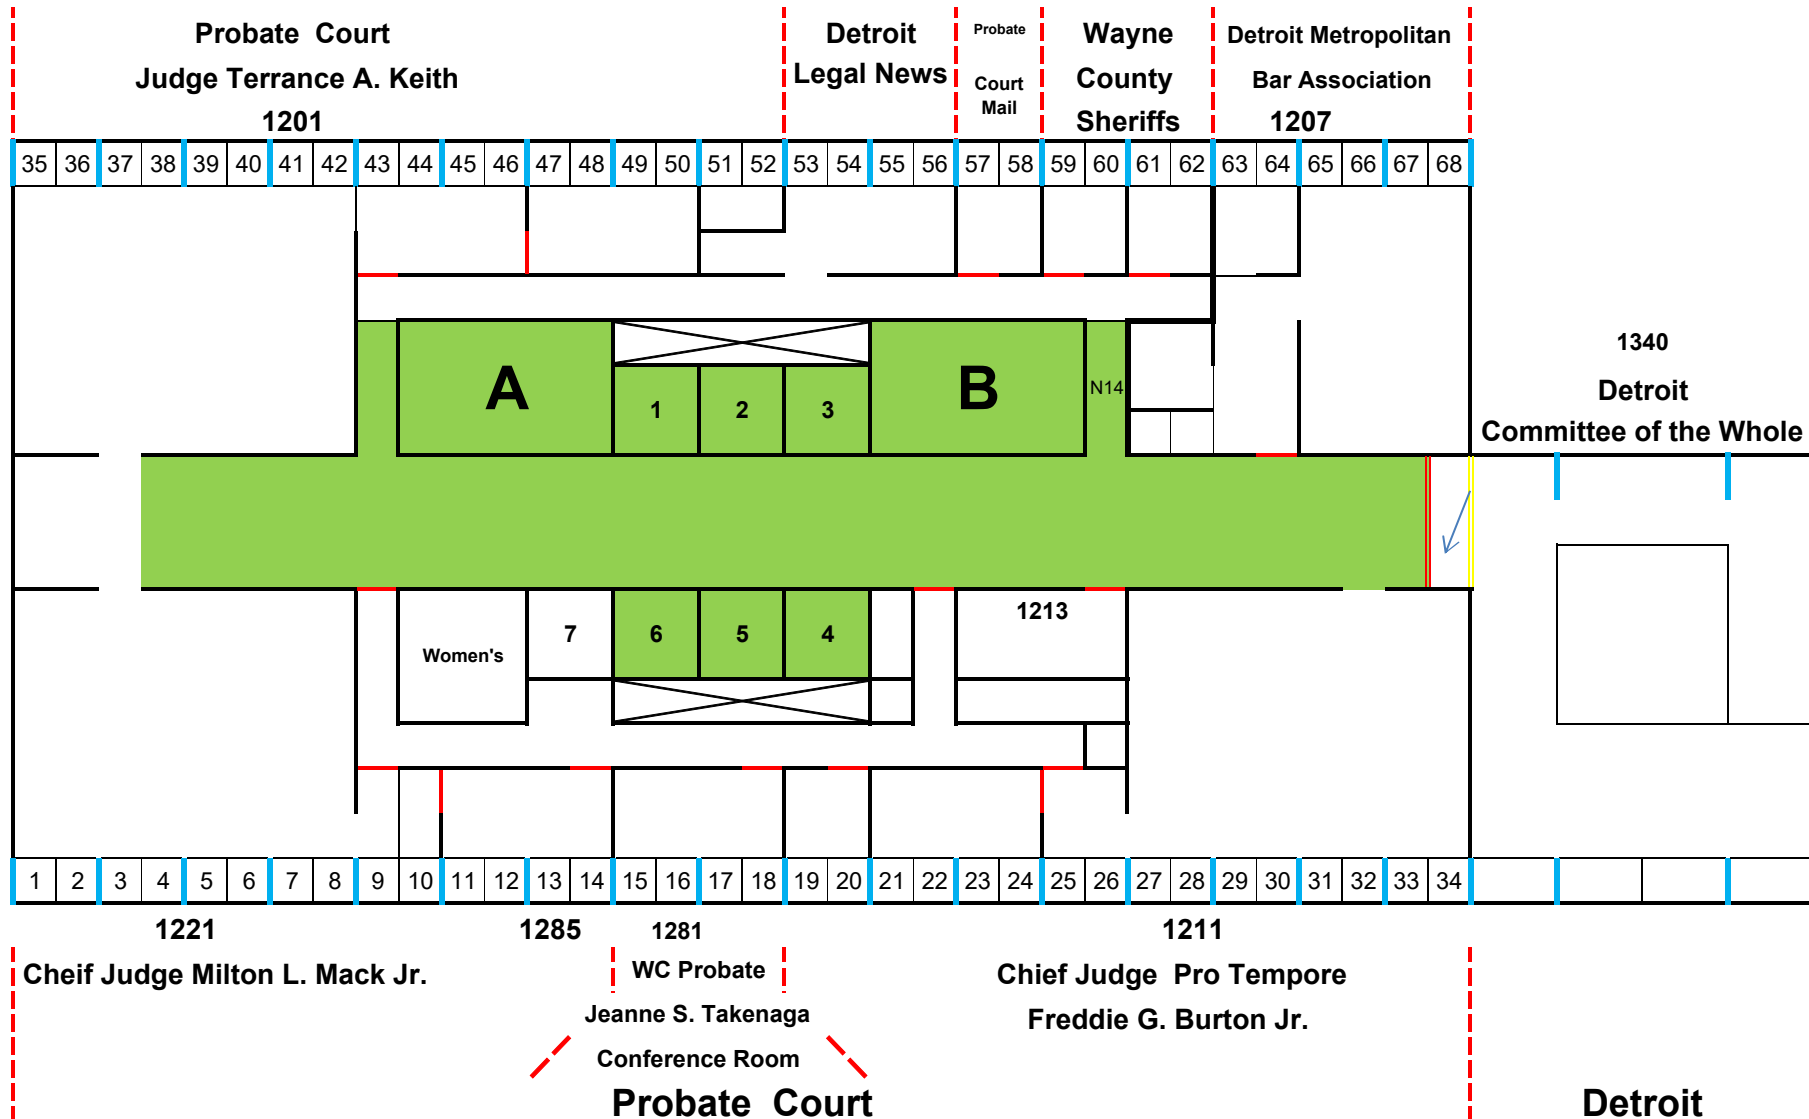 Probate Court
Judge Terrance A. Keith
1201
Detroit
Legal News
Probate
Court
Mail
Wayne
County
Sheriffs
Detroit Metropolitan
Bar Association
1207
35 36 37 38 39 40 41 42 43 44 45 46 47 48 49 50 51 52 53 54 55 56 57 58 59 60 61 62 63 64 65 66 67 68
A
1 2 3
B
N14
1340
Detroit
Committee of the Whole
Women's
7 6 5 4
1213
1 2 3 4 5 6 7 8 9 10 11 12 13 14 15 16 17 18 19 20 21 22 23 24 25 26 27 28 29 30 31 32 33 34
1221
Cheif Judge Milton L. Mack Jr.
1285
1281
WC Probate
Jeanne S. Takenaga
Conference Room
1211
Chief Judge Pro Tempore
Freddie G. Burton Jr.
Probate Court
Detroit